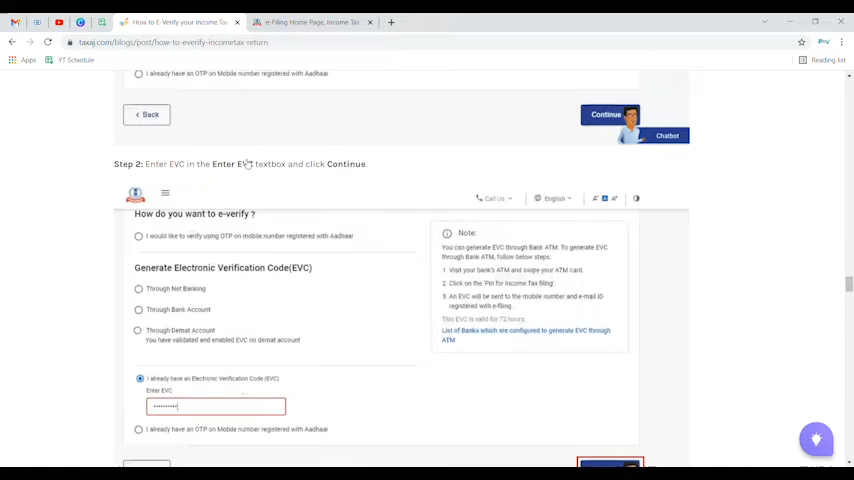 How to E-Verify your Income Tax
e-Filing Home Page, Income Tax
taxaj.com/blogs/post/how-to-everify-incometax-return
Apps
YT Schedule
Reading list
I already have an OTP on Mobile number registered with Aadhaar
Back
Continue
Chatbot
Step 2: Enter EVC in the Enter EVC textbox and click Continue.
Call Us
English
A- A A+
How do you want to e-verify ?
I would like to verify using OTP on mobile number registered with Aadhaar
Generate Electronic Verification Code(EVC)
Through Net Banking
Through Bank Account
Through Demat Account
You have validated and enabled EVC on demat account
Note:
You can generate EVC through Bank ATM. To generate EVC
through Bank ATM, follow below steps:
1 Visit your bank's ATM and swipe your ATM card.
2. Click on the 'Pin for Income Tax filing'.
3. An EVC will be sent to the mobile number and e-mail ID
registered with e-filing.
This EVC is valid for 72 hours.
List of Banks which are configured to generate EVC through
ATM
I already have an Electronic Verification Code (EVC)
Enter EVC
I already have an OTP on Mobile number registered with Aadhaar